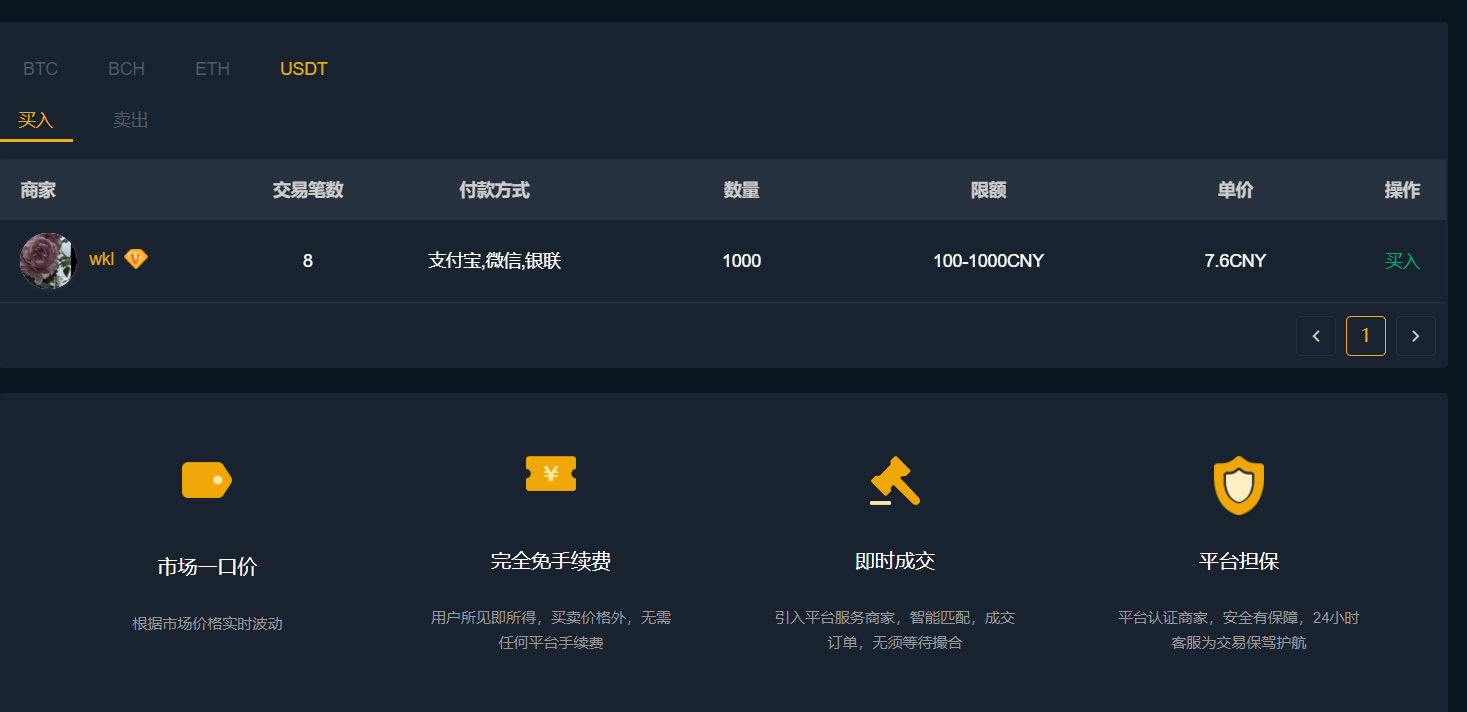 BTC BCH ETH USDT
买入 卖出
商家 交易笔数 付款方式 数量 限额 单价 操作
wkl V 8 支付宝,微信,银联 1000 100-1000CNY 7.6CNY 买入
1
¥
市场一口价 完全免手续费 即时成交 平台担保
根据市场价格实时波动
用户所见即所得，买卖价格外，无需
任何平台手续费
引入平台服务商家，智能匹配，成交
订单，无须等待撮合
平台认证商家，安全有保障，24小时
客服为交易保驾护航